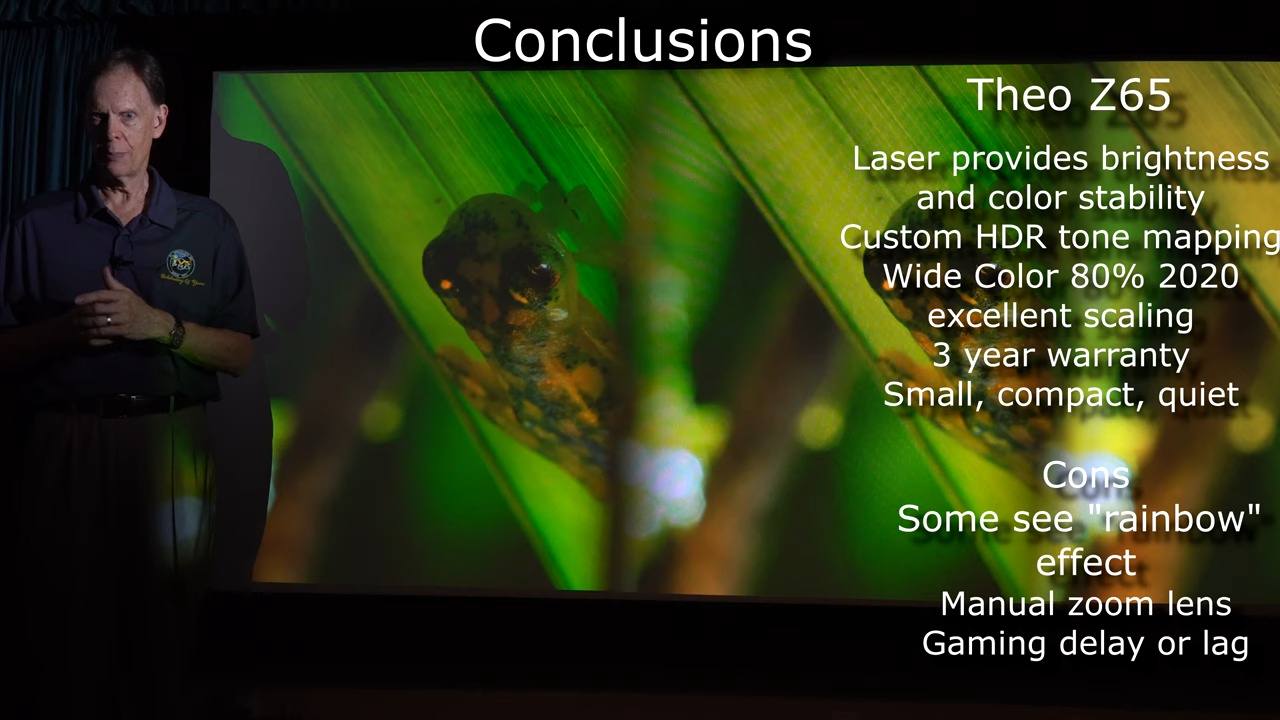 Conclusions
Theo Z65
Laser provides brightness
and color stability
Custom HDR tone mapping
Wide Color 80% 2020
excellent scaling
3 year warranty
Small, compact, quiet
Cons
Some see "rainbow"
effect
Manual zoom lens
Gaming delay or lag